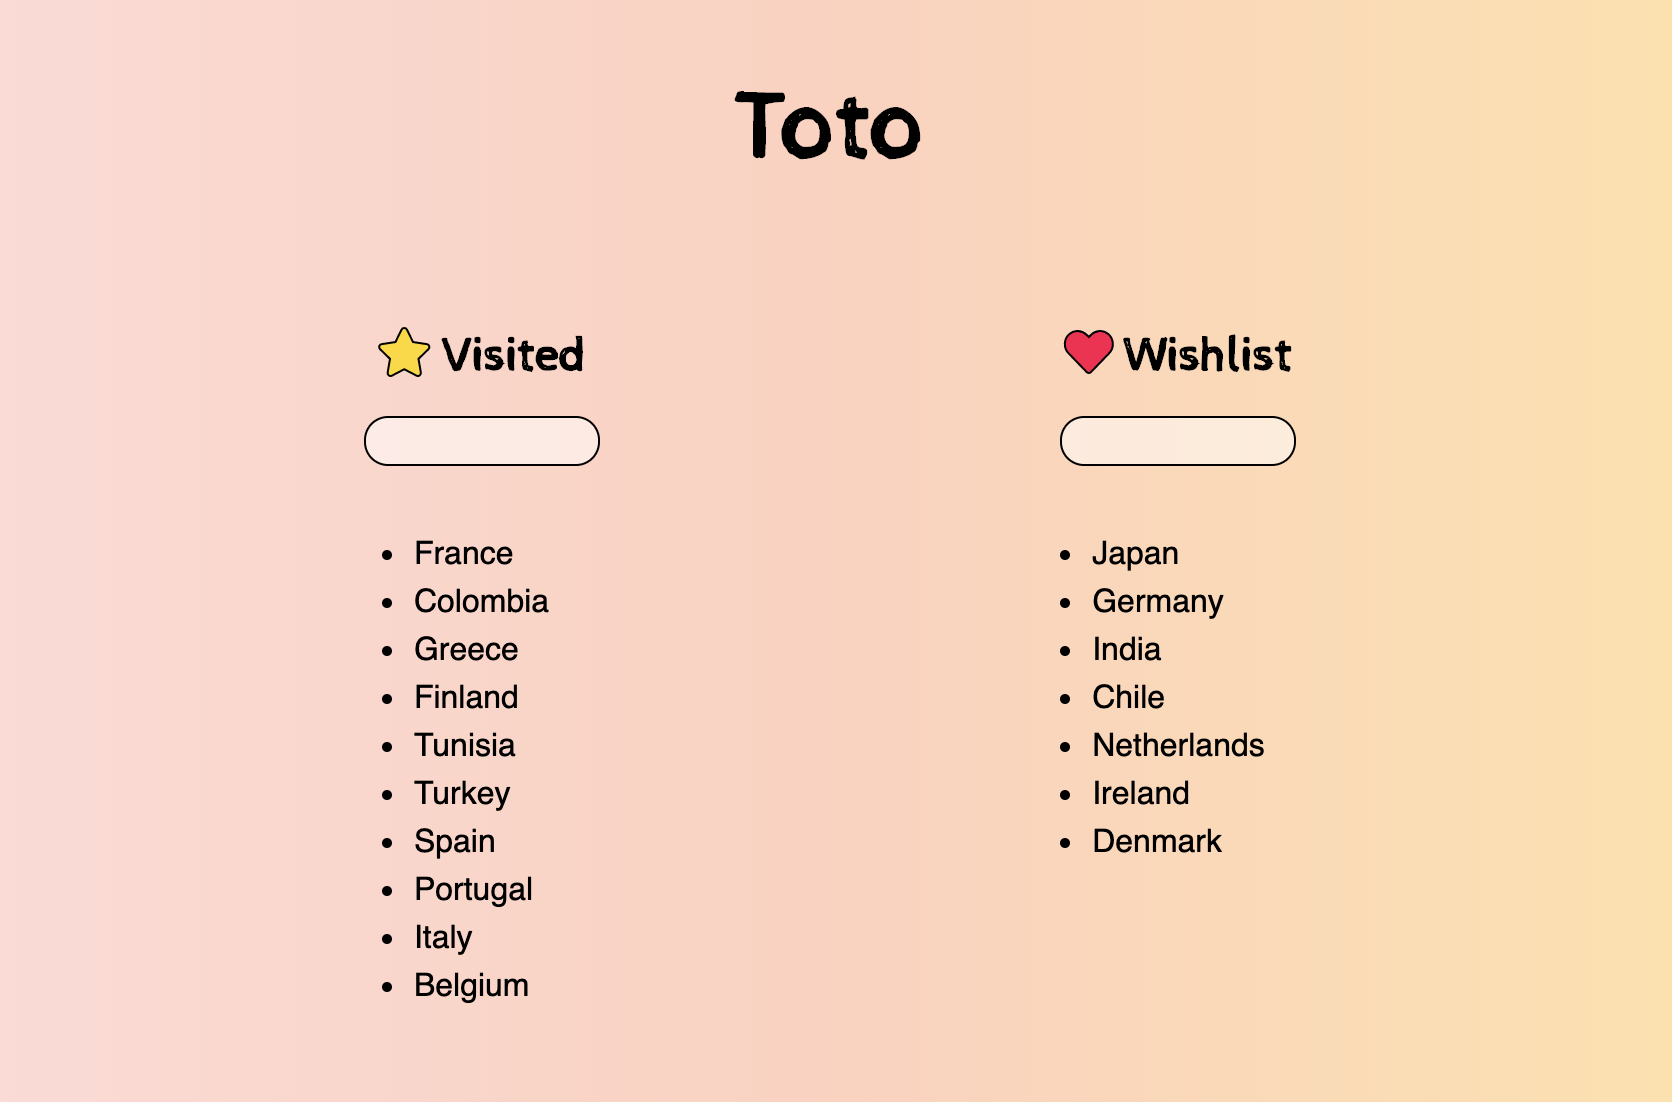 Toto
Visited
France
Colombia
Greece
Finland
Tunisia
Turkey
Spain
Portugal
Italy
Belgium
Wishlist
Japan
Germany
India
Chile
Netherlands
Ireland
Denmark